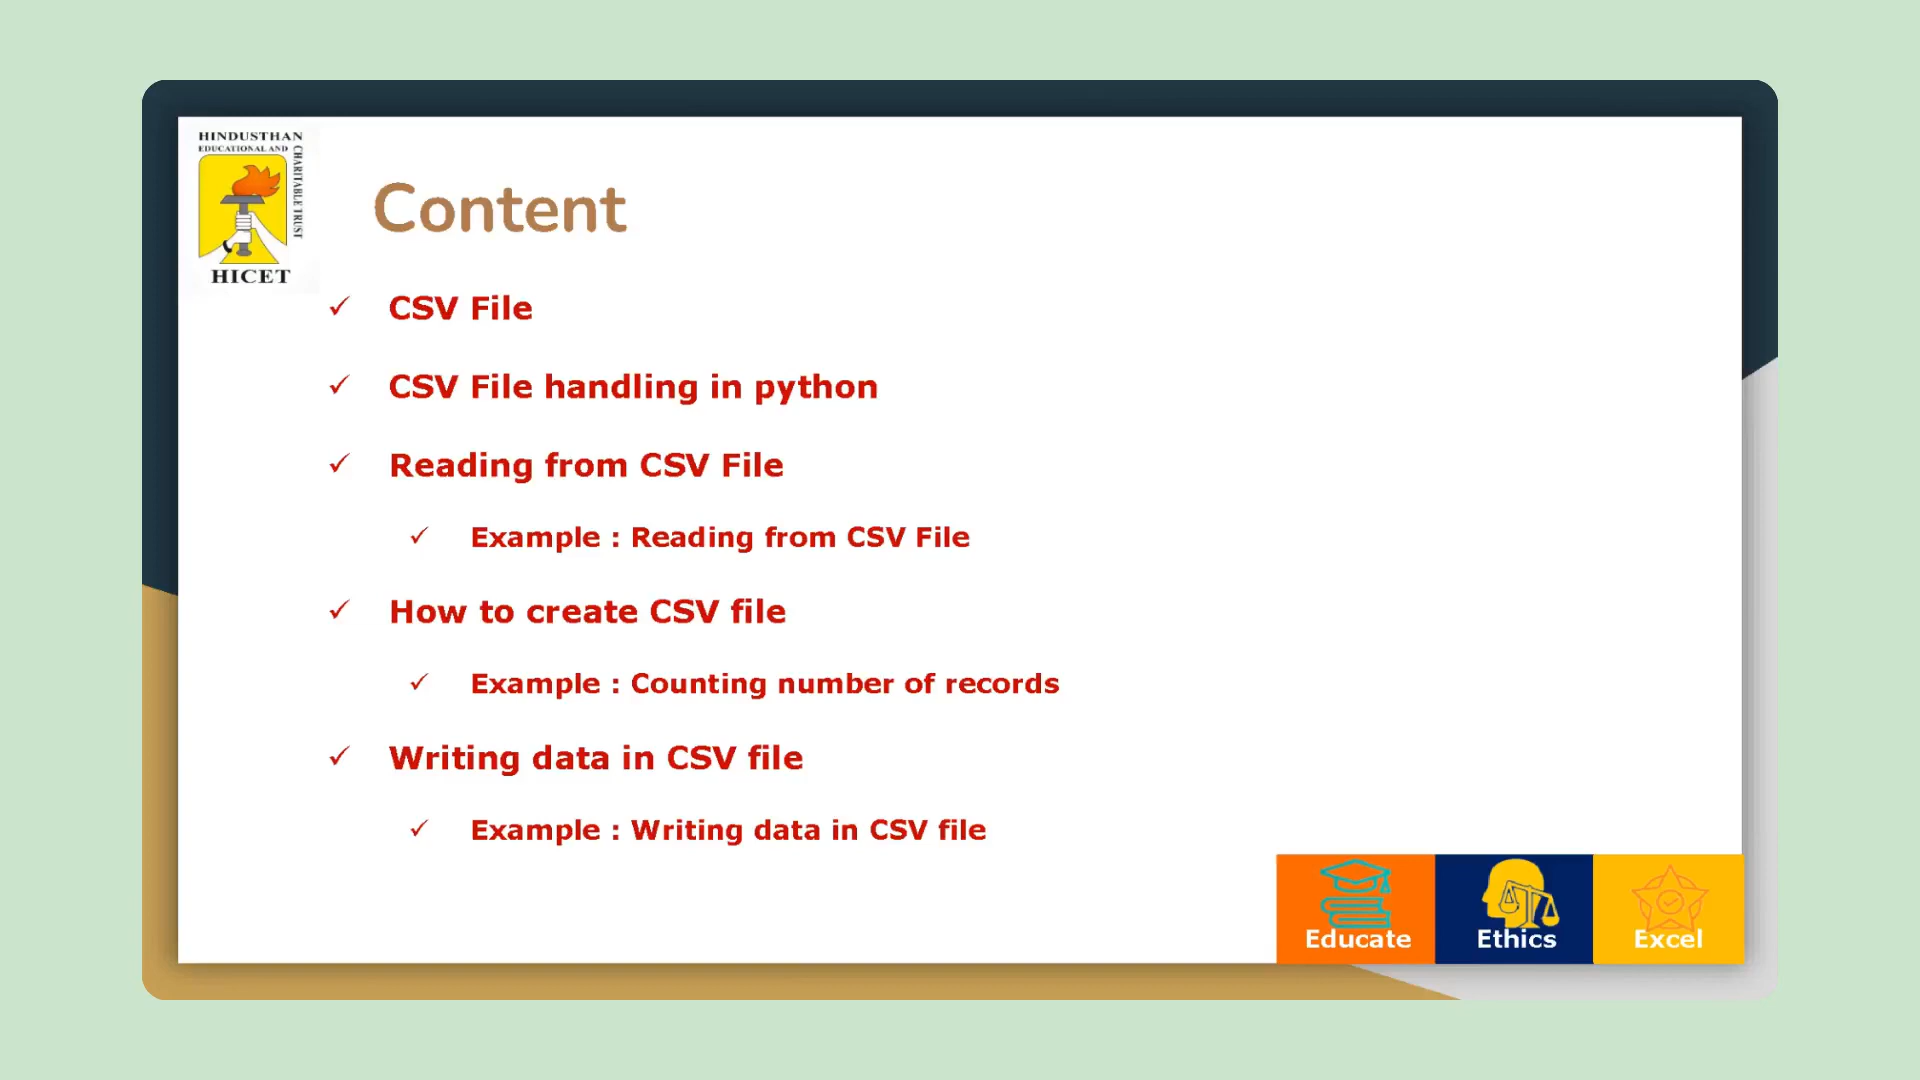 HINDUSTHAN
EDUCATIONAL AND
CHARITABLE TRUST
HICET
Content
CSV File
CSV File handling in python
Reading from CSV File
Example : Reading from CSV File
How to create CSV file
Example : Counting number of records
Writing data in CSV file
Example : Writing data in CSV file
Educate
Ethics
Excel